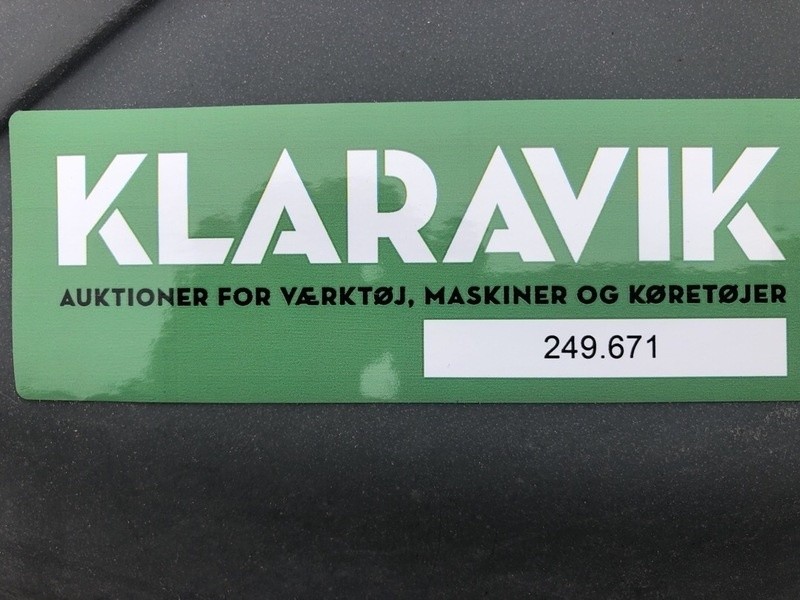 KLARAVIK
AUKTIONER FOR VÆRKTØJ, MASKINER OG KØRETØJER
249.671